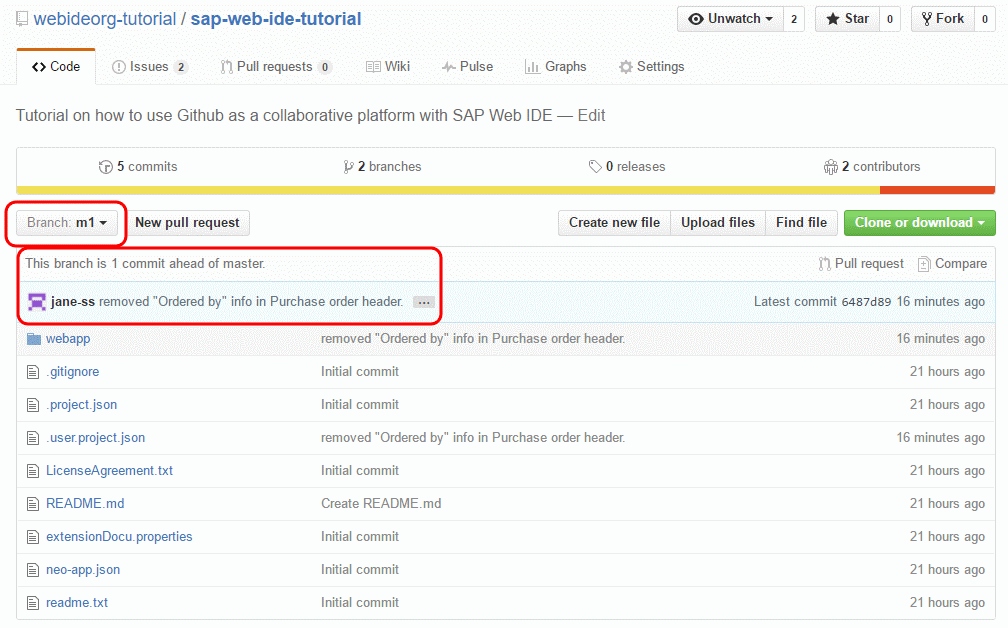 webideorg-tutorial / sap-web-ide-tutorial Unwatch 2 Star 0 Fork 0
Code Issues 2 Pull requests 0 Wiki Pulse Graphs Settings
Tutorial on how to use Github as a collaborative platform with SAP Web IDE — Edit
5 commits 2 branches 0 releases 2 contributors
Branch: m1 New pull request Create new file Upload files Find file Clone or download
This branch is 1 commit ahead of master. Pull request Compare
jane-ss removed "Ordered by" info in Purchase order header. … Latest commit 6487d89 16 minutes ago
webapp removed "Ordered by" info in Purchase order header. 16 minutes ago
.gitignore Initial commit 21 hours ago
.project.json Initial commit 21 hours ago
.user.project.json removed "Ordered by" info in Purchase order header. 16 minutes ago
LicenseAgreement.txt Initial commit 21 hours ago
README.md Create README.md 21 hours ago
extensionDocu.properties Initial commit 21 hours ago
neo-app.json Initial commit 21 hours ago
readme.txt Initial commit 21 hours ago